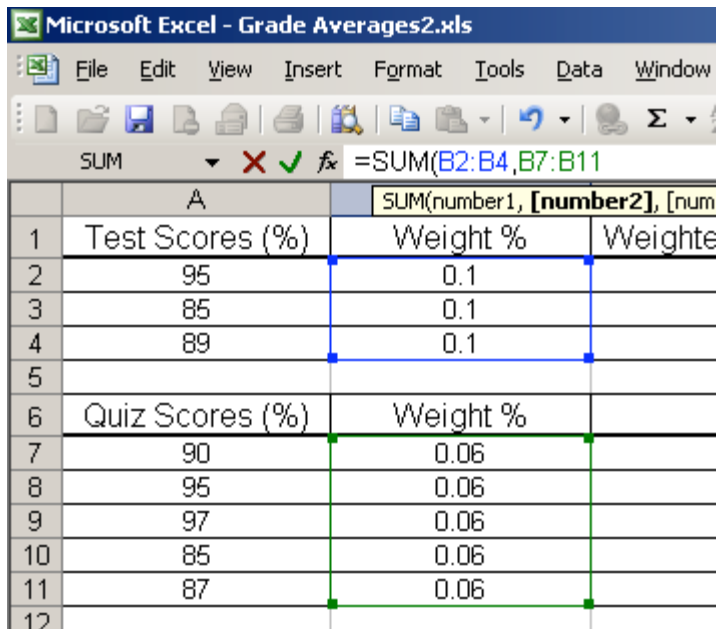 Microsoft Excel - Grade Averages2.xls
File Edit View Insert Format Tools Data Window
Σ
SUM fx =SUM(B2:B4,B7:B11
A SUM(number1, [number2], [num
1 Test Scores (%) Weight % Weighte
2 95 0.1
3 85 0.1
4 89 0.1
5
6 Quiz Scores (%) Weight %
7 90 0.06
8 95 0.06
9 97 0.06
10 85 0.06
11 87 0.06
12